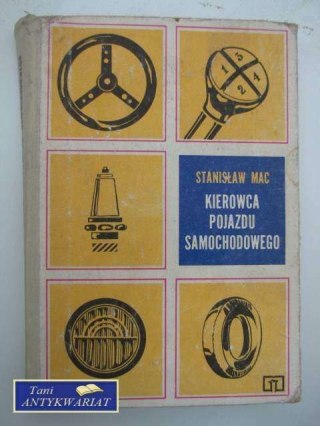 1 3 4
2
STANISŁAW MAC
KIEROWCA
POJAZDU
SAMOCHODOWEGO
Tani
ANTYKWARIAT